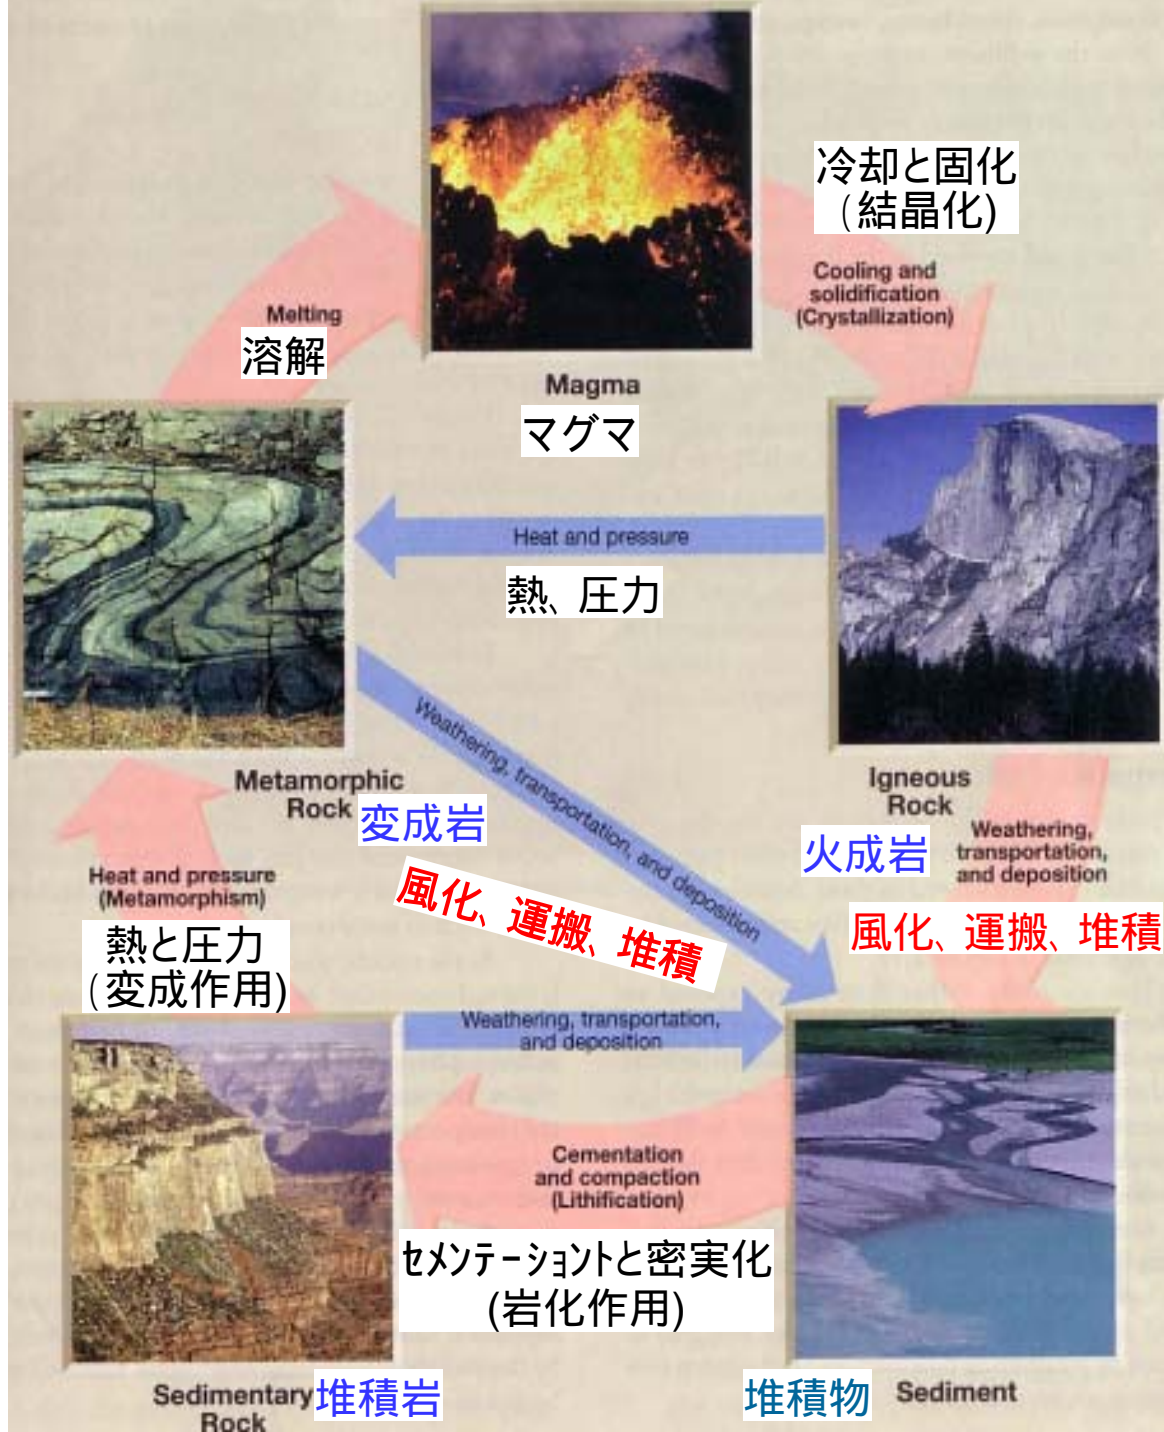 冷却と固化
(結晶化)
Cooling and
solidification
(Crystallization)
Melting
溶解
Magma
マグマ
Heat and pressure
熱、圧力
Weathering, transportation, and deposition
Metamorphic
Rock
変成岩
Igneous
Rock
火成岩
Weathering,
transportation,
and deposition
風化、運搬、堆積
風化、運搬、堆積
Heat and pressure
(Metamorphism)
熱と圧力
(変成作用)
Weathering, transportation,
and deposition
Cementation
and compaction
(Lithification)
セメンテーショントと密実化
(岩化作用)
Sedimentary
Rock
堆積岩
堆積物
Sediment